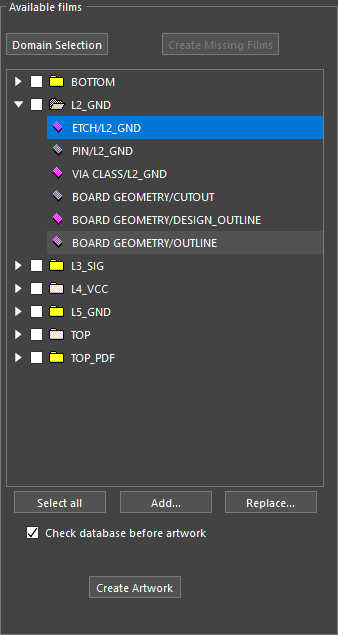 Available films
Domain Selection Create Missing Films
BOTTOM
L2_GND
ETCH/L2_GND
PIN/L2_GND
VIA CLASS/L2_GND
BOARD GEOMETRY/CUTOUT
BOARD GEOMETRY/DESIGN_OUTLINE
BOARD GEOMETRY/OUTLINE
L3_SIG
L4_VCC
L5_GND
TOP
TOP_PDF
Select all Add... Replace...
Check database before artwork
Create Artwork